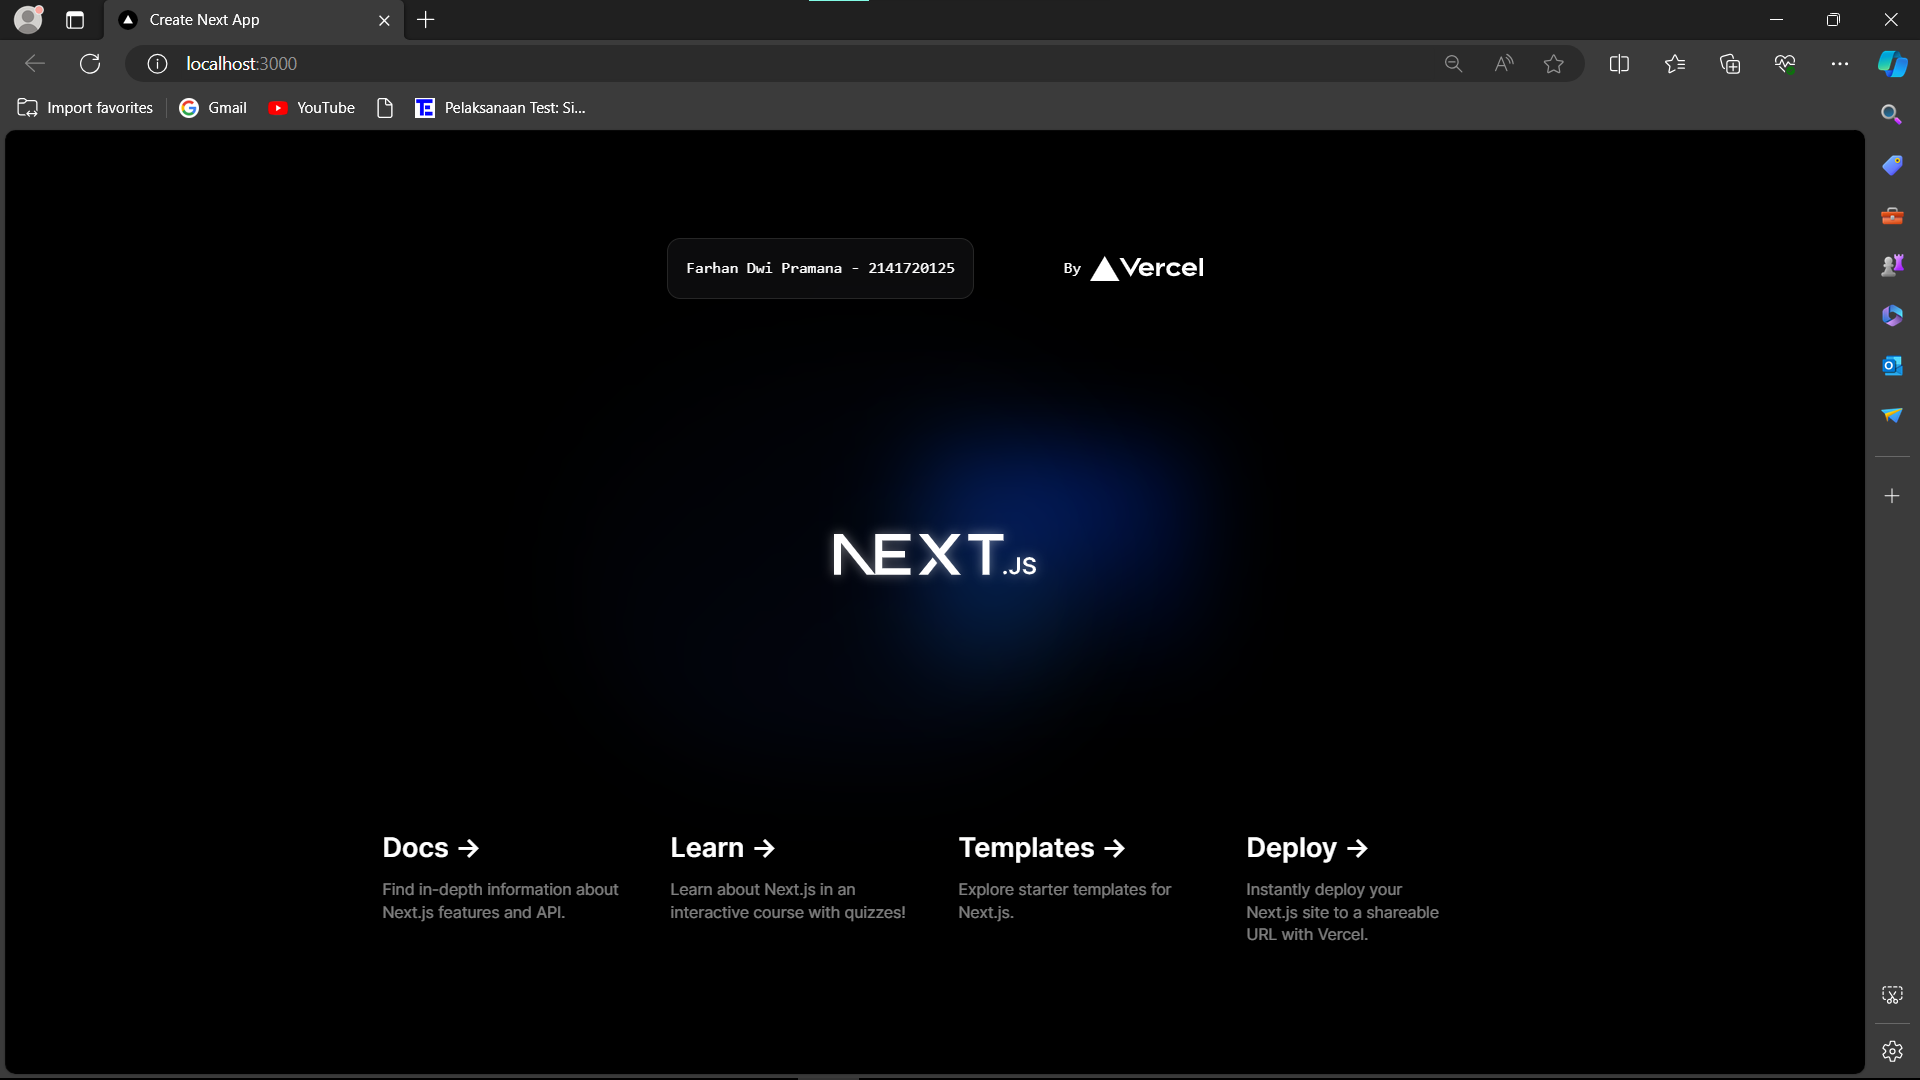 Create Next App
localhost:3000
Import favorites
Gmail
YouTube
Pelaksanaan Test: Si...
Farhan Dwi Pramana - 2141720125
By Vercel
NEXT.JS
Docs →
Find in-depth information about
Next.js features and API.
Learn →
Learn about Next.js in an
interactive course with quizzes!
Templates →
Explore starter templates for
Next.js.
Deploy →
Instantly deploy your
Next.js site to a shareable
URL with Vercel.